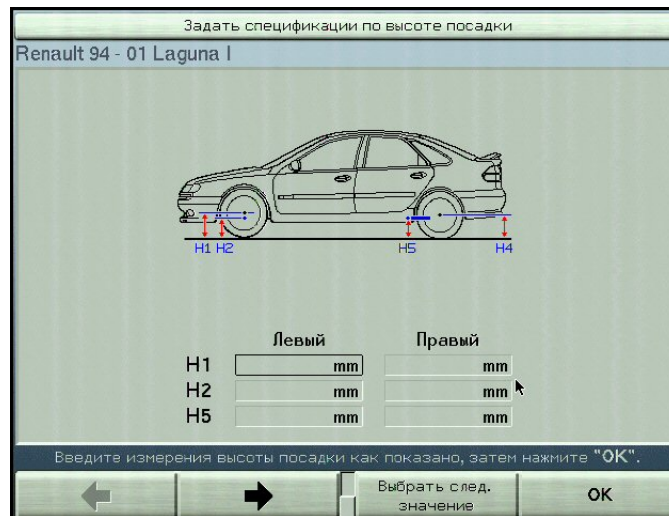 Задать спецификации по высоте посадки
Renault 94 - 01 Laguna I
H1 H2 H5 H4
Левый Правый
H1 mm mm
H2 mm mm
H5 mm mm
Введите измерения высоты посадки как показано, затем нажмите "OK".
Выбрать след.
значение
OK